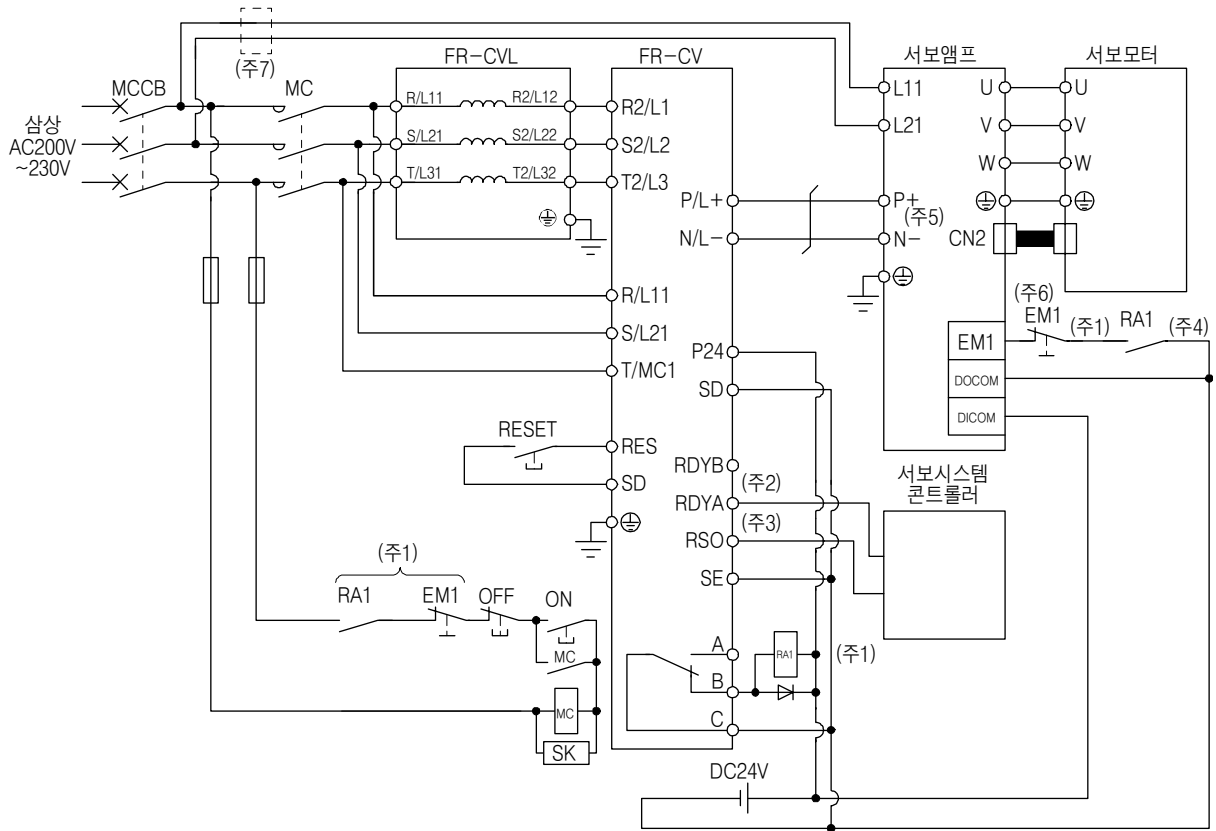 (주7)
MCCB
MC
FR-CVL
FR-CV
서보앰프
서보모터
삼상
AC200V
~230V
R/L11
R2/L12
R2/L1
S/L21
S2/L22
S2/L2
T/L31
T2/L32
T2/L3
L11
L21
U
U
V
V
W
W
P/L+
P+
(주5)
N/L-
N-
CN2
R/L11
S/L21
T/MC1
P24
SD
(주6)
EM1
(주1)
RA1
(주4)
EM1
DOCOM
DICOM
RESET
RES
SD
RDYB
(주2)
RDYA
(주3)
RSO
SE
서보시스템
콘트롤러
(주1)
RA1
EM1
OFF
ON
MC
MC
SK
A
B
C
RA1
(주1)
DC24V